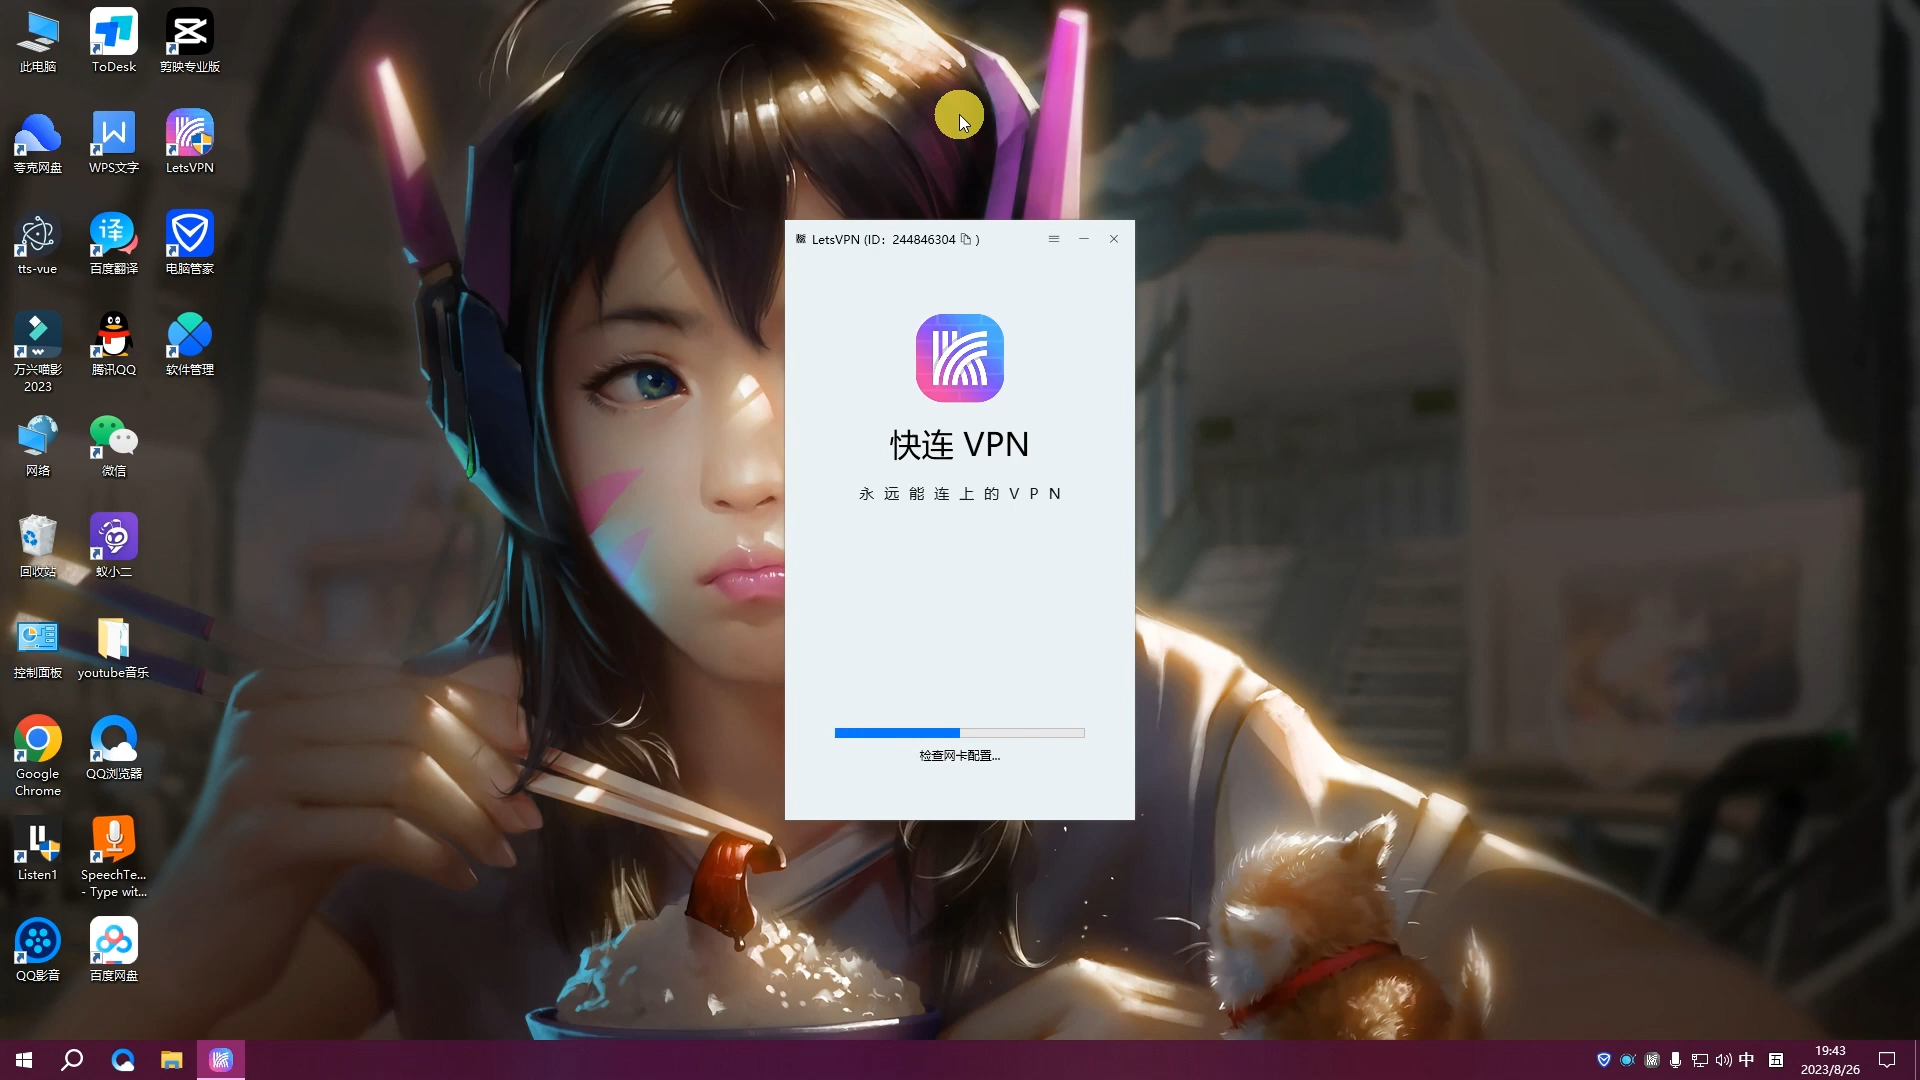 此电脑
ToDesk
剪映专业版
夸克网盘
WPS文字
LetsVPN
tts-vue
百度翻译
电脑管家
万兴喵影
2023
腾讯QQ
软件管理
网络
微信
回收站
蚁小二
控制面板
youtube音乐
Google
Chrome
QQ浏览器
Listen1
SpeechTe...
- Type wit...
QQ影音
百度网盘
LetsVPN (ID：244846304 )
快连 VPN
永远能连上的VPN
检查网卡配置...
中
19:43
2023/8/26